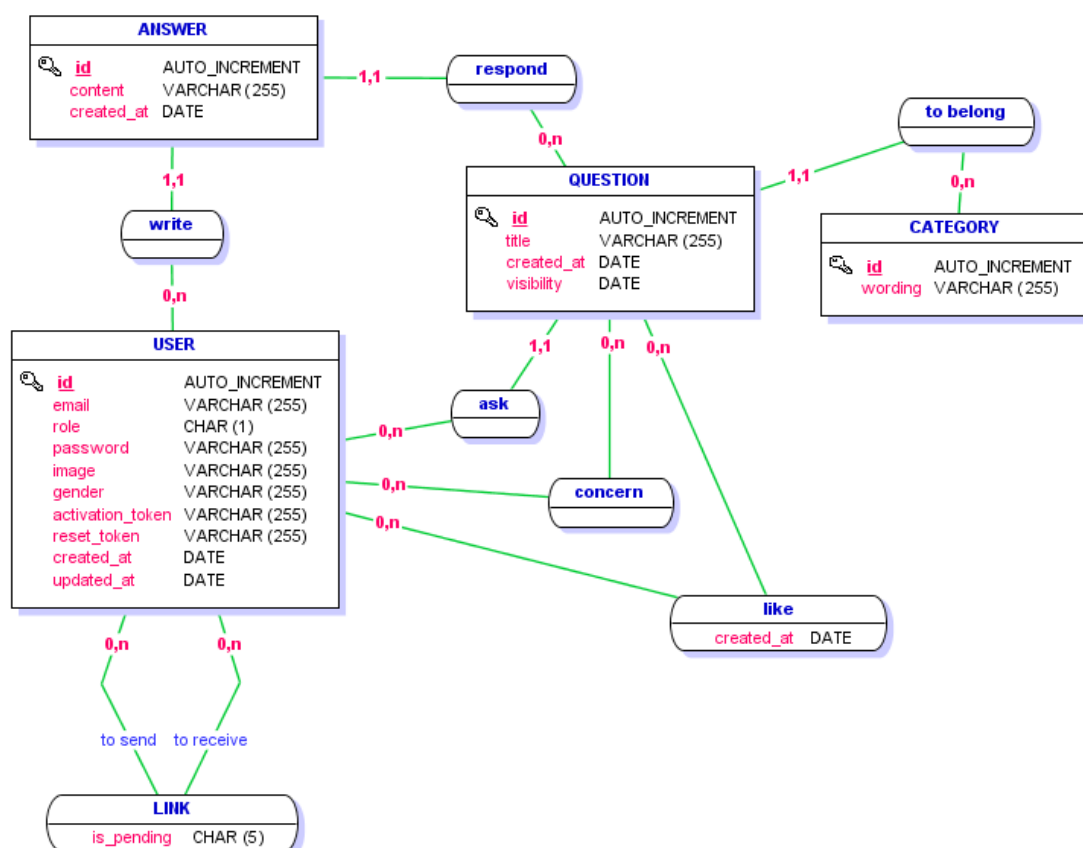 ANSWER
id AUTO_INCREMENT
content VARCHAR (255)
created_at DATE
1,1
respond
0,n
to belong
1,1
0,n
1,1
write
0,n
QUESTION
id AUTO_INCREMENT
title VARCHAR (255)
created_at DATE
visibility DATE
CATEGORY
id AUTO_INCREMENT
wording VARCHAR (255)
USER
id AUTO_INCREMENT
email VARCHAR (255)
role CHAR (1)
password VARCHAR (255)
image VARCHAR (255)
gender VARCHAR (255)
activation_token VARCHAR (255)
reset_token VARCHAR (255)
created_at DATE
updated_at DATE
1,1
0,n
0,n
ask
0,n
concern
0,n
0,n
like
created_at DATE
0,n
0,n
to send
to receive
LINK
is_pending CHAR (5)